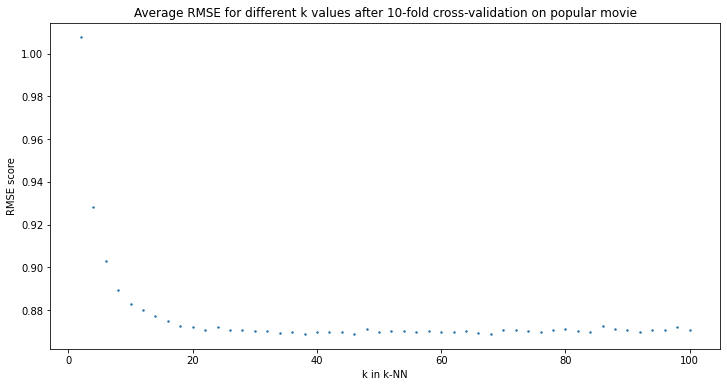 Average RMSE for different k values after 10-fold cross-validation on popular movie
1.00
0.98
0.96
0.94
0.92
0.90
0.88
RMSE score
0 20 40 60 80 100
k in k-NN